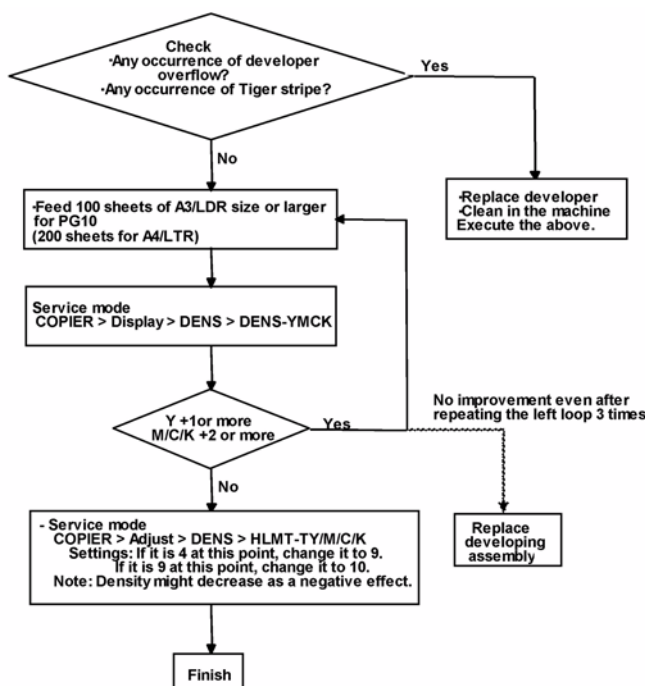 Check
·Any occurrence of developer
overflow?
·Any occurrence of Tiger stripe?
Yes
No
·Replace developer
·Clean in the machine
Execute the above.
·Feed 100 sheets of A3/LDR size or larger
for PG10
(200 sheets for A4/LTR)
Service mode
COPIER > Display > DENS > DENS-YMCK
No improvement even after
repeating the left loop 3 times
Y +1or more
M/C/K +2 or more
Yes
No
Replace
developing
assembly
- Service mode
COPIER > Adjust > DENS > HLMT-TY/M/C/K
Settings: If it is 4 at this point, change it to 9.
If it is 9 at this point, change it to 10.
Note: Density might decrease as a negative effect.
Finish